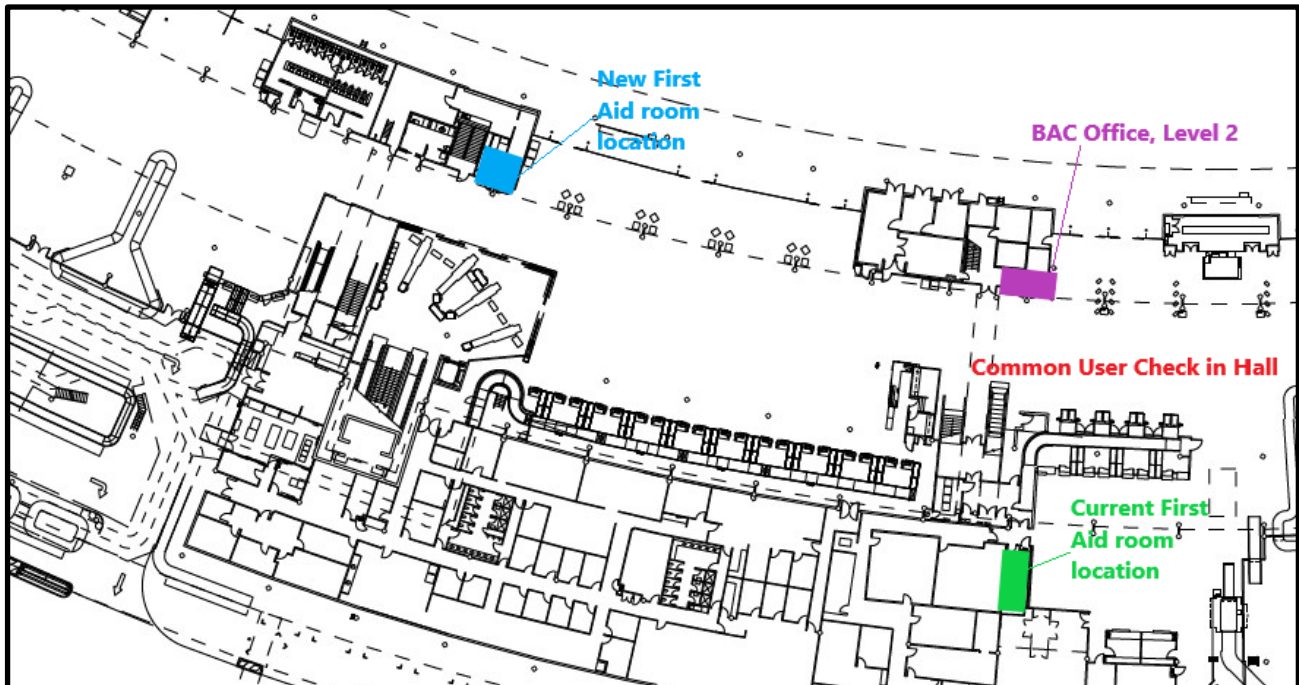 New First
Aid room
location
BAC Office, Level 2
Common User Check in Hall
Current First
Aid room
location